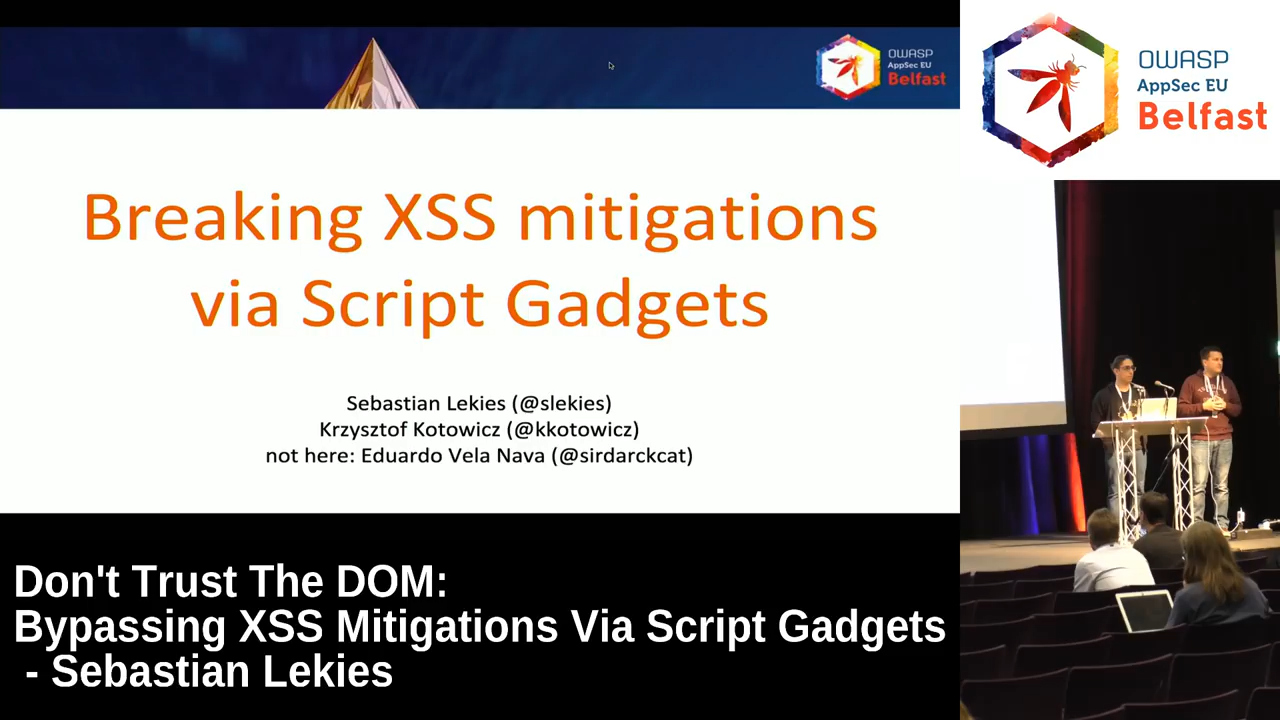 OWASP
AppSec EU
Belfast
OWASP
AppSec EU
Belfast
Breaking XSS mitigations
via Script Gadgets
Sebastian Lekies (@slekies)
Krzysztof Kotowicz (@kkotowicz)
not here: Eduardo Vela Nava (@sirdarckcat)
Don't Trust The DOM:
Bypassing XSS Mitigations Via Script Gadgets
- Sebastian Lekies